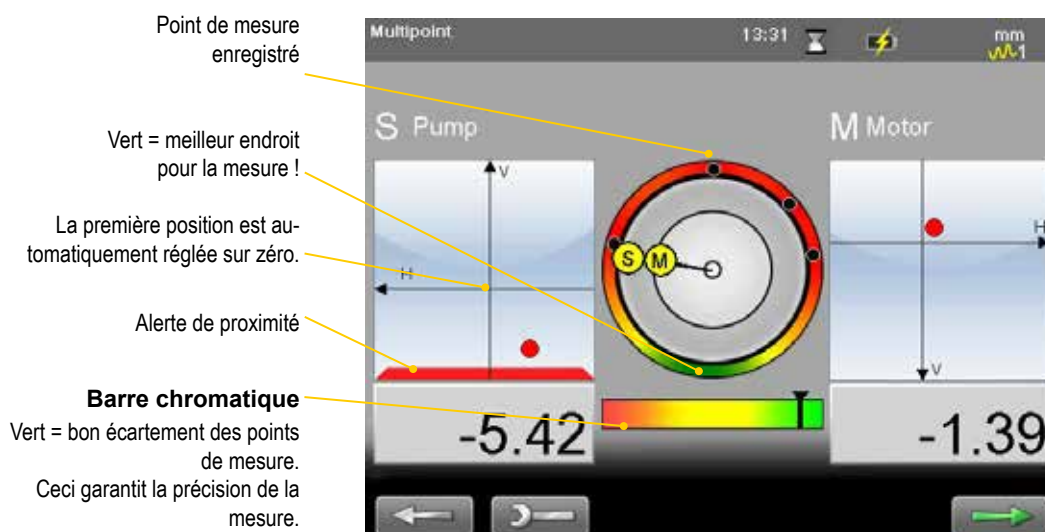 Point de mesure
enregistré
Vert = meilleur endroit
pour la mesure !
La première position est au-
tomatiquement réglée sur zéro.
Alerte de proximité
Barre chromatique
Vert = bon écartement des points
de mesure.
Ceci garantit la précision de la
mesure.
Multipoint 13:31 mm
1
S Pump M Motor
V
H
H
V
S M
-5.42 -1.39